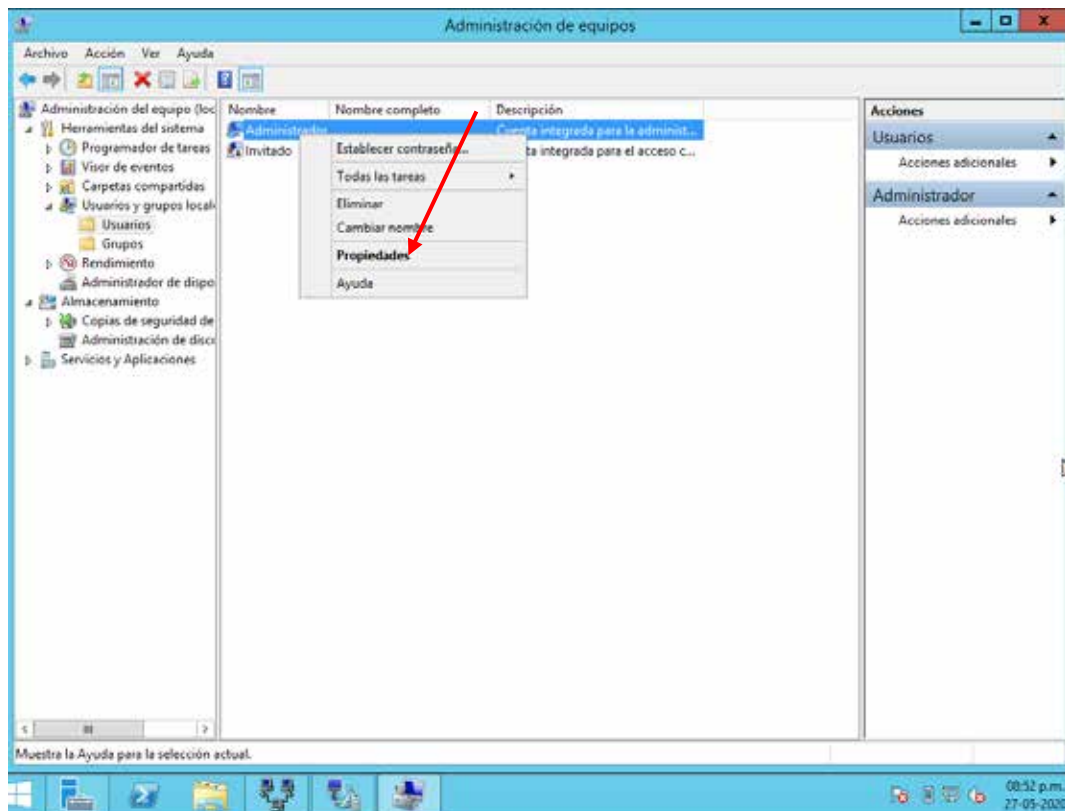 Administración de equipos
Archivo Acción Ver Ayuda
Administración del equipo (loc
Herramientas del sistema
Programador de tareas
Visor de eventos
Carpetas compartidas
Usuarios y grupos locale
Usuarios
Grupos
Rendimiento
Administrador de dispo
Almacenamiento
Copias de seguridad de
Administración de disco
Servicios y Aplicaciones
Nombre Nombre completo Descripción
Administrador Cuenta integrada para la administ...
Invitado ta integrada para el acceso c...
Establecer contraseña...
Todas las tareas
Eliminar
Cambiar nombre
Propiedades
Ayuda
Acciones
Usuarios
Acciones adicionales
Administrador
Acciones adicionales
Muestra la Ayuda para la selección actual.
08:52 p.m.
27-05-2020